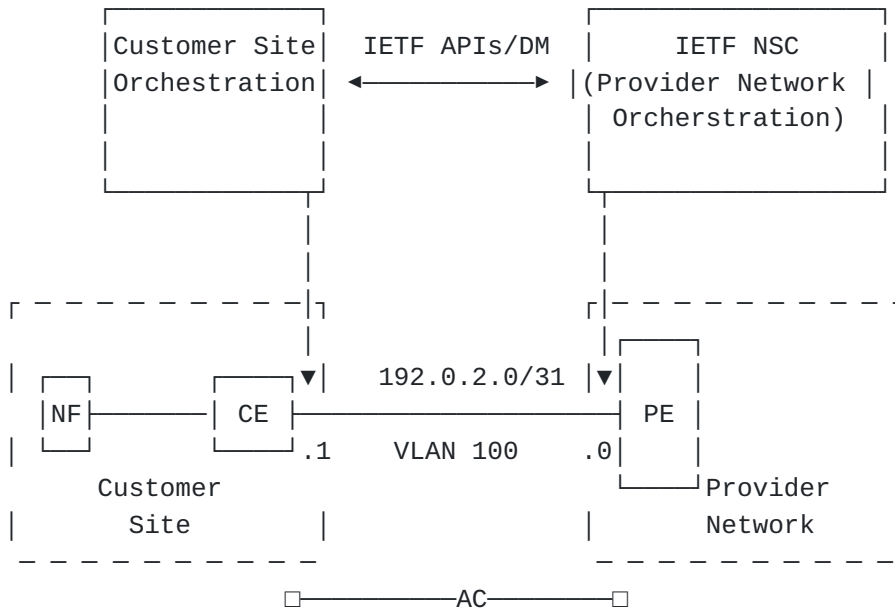 Customer Site IETF APIs/DM IETF NSC
Orchestration (Provider Network
Orcherstration)
192.0.2.0/31
NF CE PE
.1 VLAN 100 .0
Customer Provider
Site Network
AC